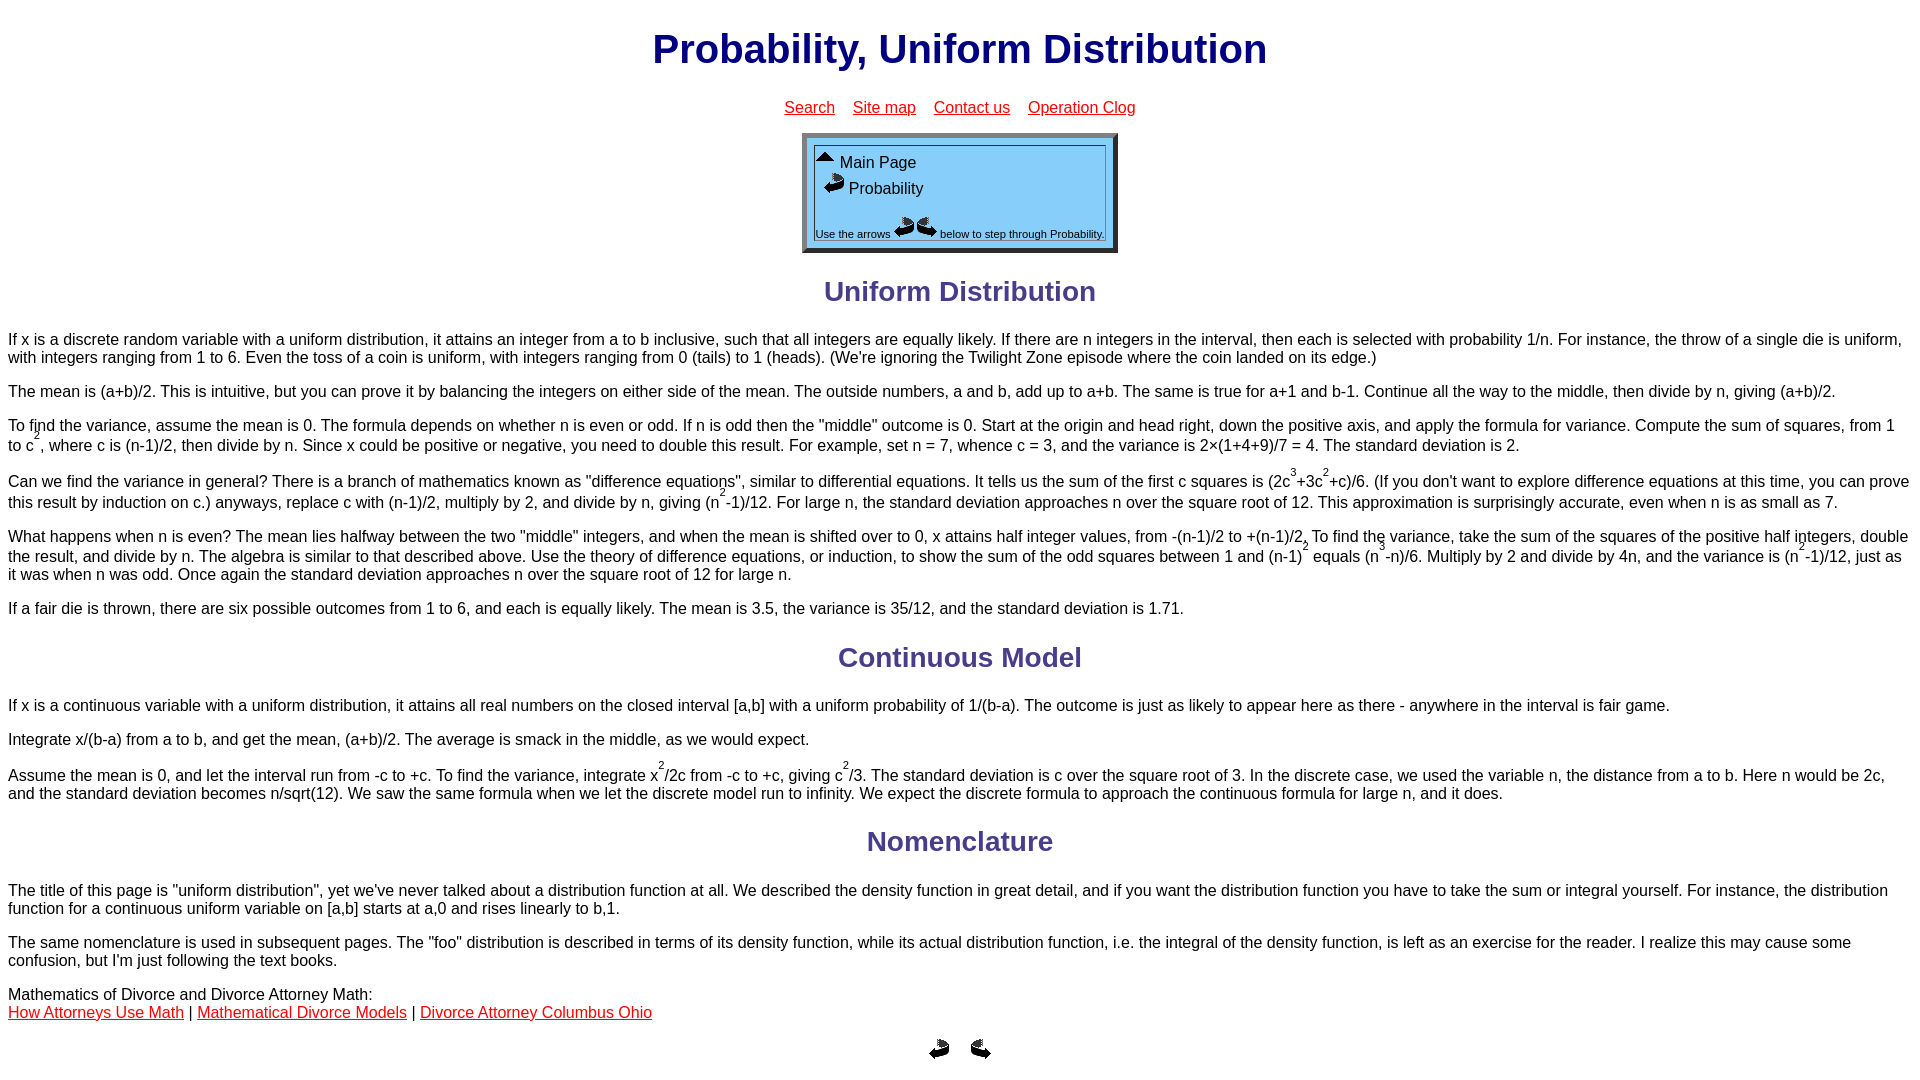 Probability, Uniform Distribution
Search Site map Contact us Operation Clog
Main Page
Probability
Use the arrows below to step through Probability.
Uniform Distribution
If x is a discrete random variable with a uniform distribution, it attains an integer from a to b inclusive, such that all integers are equally likely. If there are n integers in the interval, then each is selected with probability 1/n. For instance, the throw of a single die is uniform,
with integers ranging from 1 to 6. Even the toss of a coin is uniform, with integers ranging from 0 (tails) to 1 (heads). (We're ignoring the Twilight Zone episode where the coin landed on its edge.)
The mean is (a+b)/2. This is intuitive, but you can prove it by balancing the integers on either side of the mean. The outside numbers, a and b, add up to a+b. The same is true for a+1 and b-1. Continue all the way to the middle, then divide by n, giving (a+b)/2.
To find the variance, assume the mean is 0. The formula depends on whether n is even or odd. If n is odd then the "middle" outcome is 0. Start at the origin and head right, down the positive axis, and apply the formula for variance. Compute the sum of squares, from 1
to c2, where c is (n-1)/2, then divide by n. Since x could be positive or negative, you need to double this result. For example, set n = 7, whence c = 3, and the variance is 2×(1+4+9)/7 = 4. The standard deviation is 2.
Can we find the variance in general? There is a branch of mathematics known as "difference equations", similar to differential equations. It tells us the sum of the first c squares is (2c3+3c2+c)/6. (If you don't want to explore difference equations at this time, you can prove
this result by induction on c.) anyways, replace c with (n-1)/2, multiply by 2, and divide by n, giving (n2-1)/12. For large n, the standard deviation approaches n over the square root of 12. This approximation is surprisingly accurate, even when n is as small as 7.
What happens when n is even? The mean lies halfway between the two "middle" integers, and when the mean is shifted over to 0, x attains half integer values, from -(n-1)/2 to +(n-1)/2. To find the variance, take the sum of the squares of the positive half integers, double
the result, and divide by n. The algebra is similar to that described above. Use the theory of difference equations, or induction, to show the sum of the odd squares between 1 and (n-1)2 equals (n3-n)/6. Multiply by 2 and divide by 4n, and the variance is (n2-1)/12, just as
it was when n was odd. Once again the standard deviation approaches n over the square root of 12 for large n.
If a fair die is thrown, there are six possible outcomes from 1 to 6, and each is equally likely. The mean is 3.5, the variance is 35/12, and the standard deviation is 1.71.
Continuous Model
If x is a continuous variable with a uniform distribution, it attains all real numbers on the closed interval [a,b] with a uniform probability of 1/(b-a). The outcome is just as likely to appear here as there - anywhere in the interval is fair game.
Integrate x/(b-a) from a to b, and get the mean, (a+b)/2. The average is smack in the middle, as we would expect.
Assume the mean is 0, and let the interval run from -c to +c. To find the variance, integrate x2/2c from -c to +c, giving c2/3. The standard deviation is c over the square root of 3. In the discrete case, we used the variable n, the distance from a to b. Here n would be 2c,
and the standard deviation becomes n/sqrt(12). We saw the same formula when we let the discrete model run to infinity. We expect the discrete formula to approach the continuous formula for large n, and it does.
Nomenclature
The title of this page is "uniform distribution", yet we've never talked about a distribution function at all. We described the density function in great detail, and if you want the distribution function you have to take the sum or integral yourself. For instance, the distribution
function for a continuous uniform variable on [a,b] starts at a,0 and rises linearly to b,1.
The same nomenclature is used in subsequent pages. The "foo" distribution is described in terms of its density function, while its actual distribution function, i.e. the integral of the density function, is left as an exercise for the reader. I realize this may cause some
confusion, but I'm just following the text books.
Mathematics of Divorce and Divorce Attorney Math:
How Attorneys Use Math | Mathematical Divorce Models | Divorce Attorney Columbus Ohio